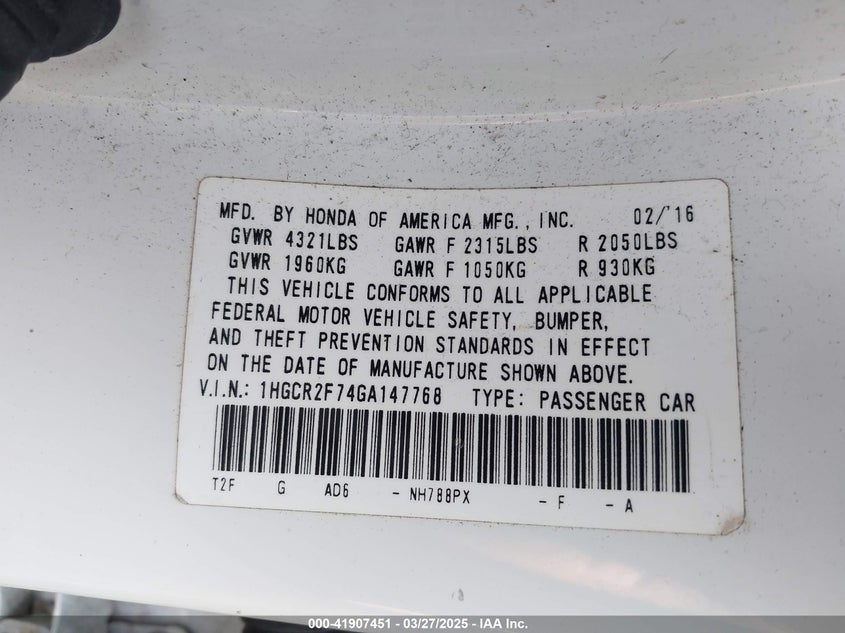 MFD. BY HONDA OF AMERICA MFG., INC. 02/'16
GVWR 4321LBS GAWR F 2315LBS R 2050LBS
GVWR 1960KG GAWR F 1050KG R 930KG
THIS VEHICLE CONFORMS TO ALL APPLICABLE
FEDERAL MOTOR VEHICLE SAFETY, BUMPER,
AND THEFT PREVENTION STANDARDS IN EFFECT
ON THE DATE OF MANUFACTURE SHOWN ABOVE.
V.I.N.: 1HGCR2F74GA147768 TYPE: PASSENGER CAR
T2F G AD6 - NH788PX - F - A
000-41907451 - 03/27/2025 - IAA Inc.